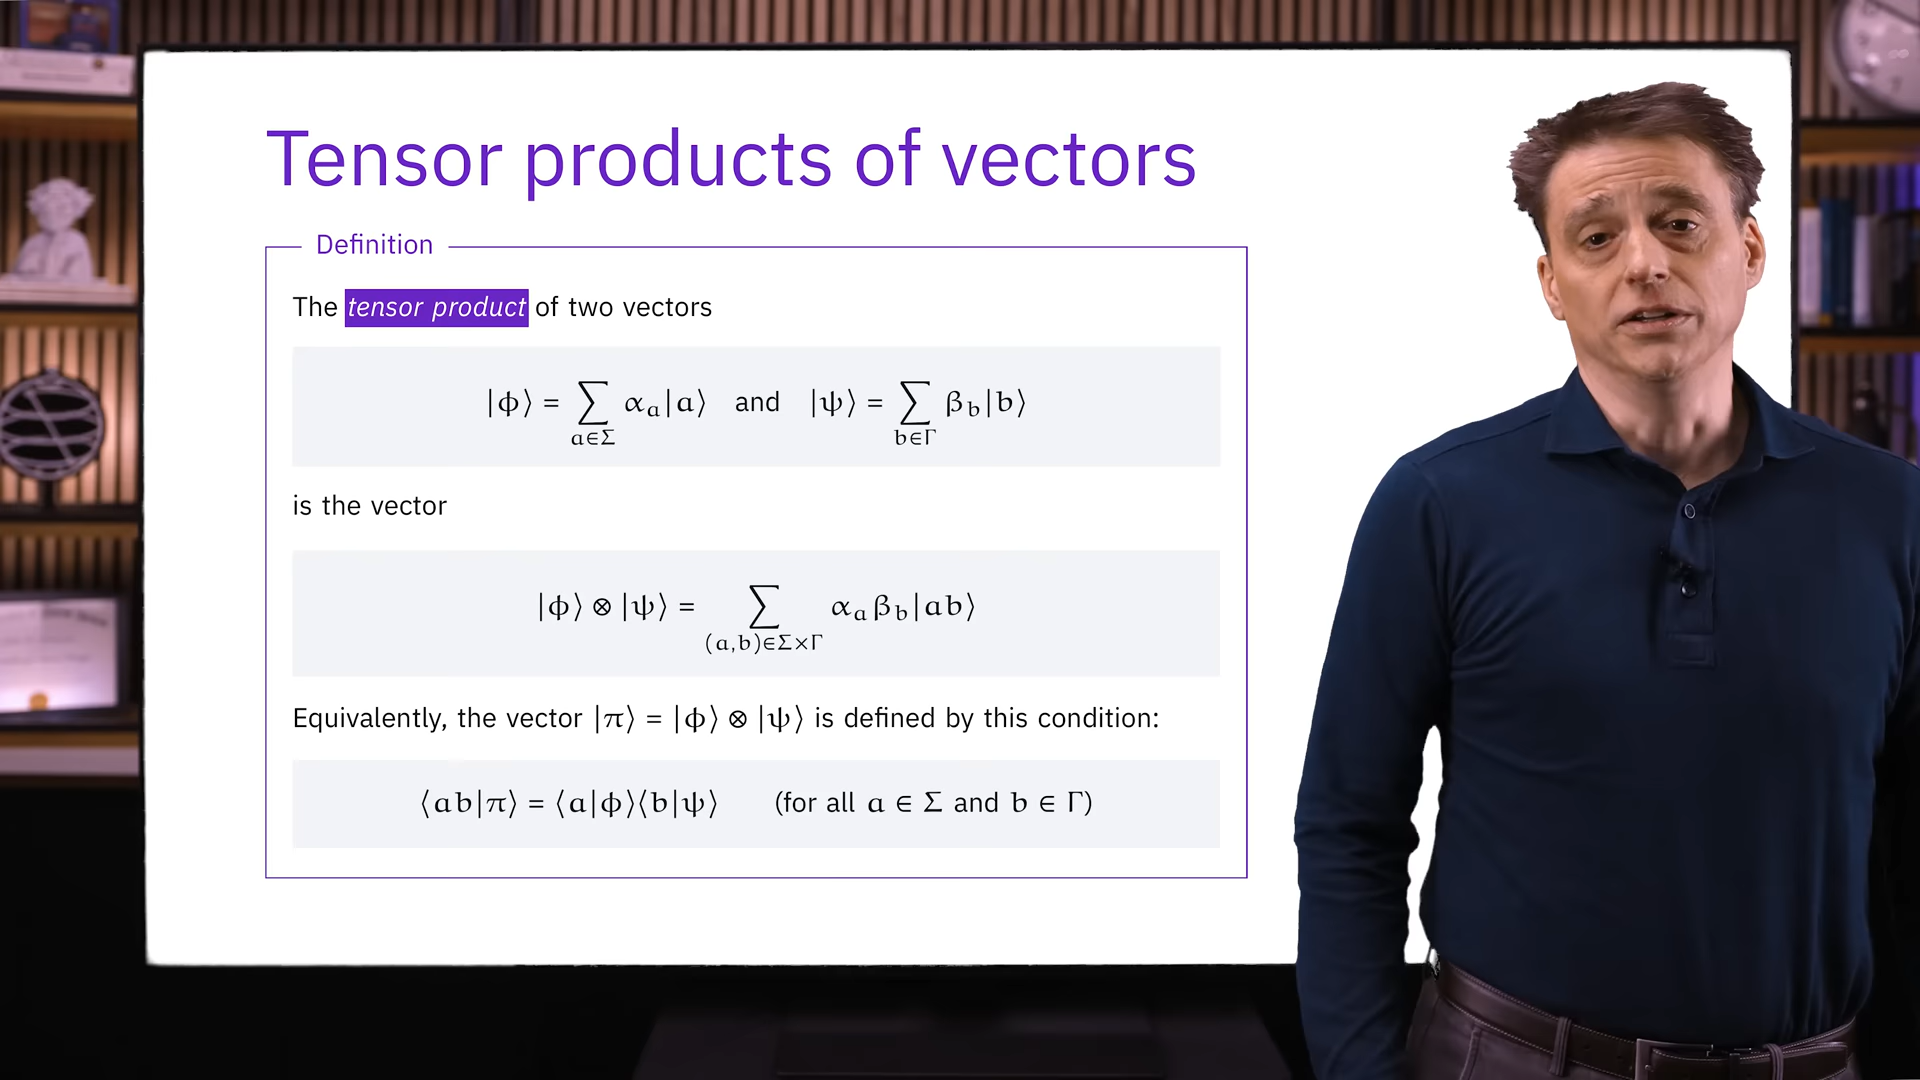 Tensor products of vectors
Definition
The tensor product of two vectors
|ϕ⟩ = ∑ αₐ|a⟩ and |ψ⟩ = ∑ β_b|b⟩
a∈Σ b∈Γ
is the vector
|ϕ⟩ ⊗ |ψ⟩ = ∑ αₐβ_b|ab⟩
(a,b)∈Σ×Γ
Equivalently, the vector |π⟩ = |ϕ⟩ ⊗ |ψ⟩ is defined by this condition:
⟨ab|π⟩ = ⟨a|ϕ⟩⟨b|ψ⟩ (for all a ∈ Σ and b ∈ Γ)